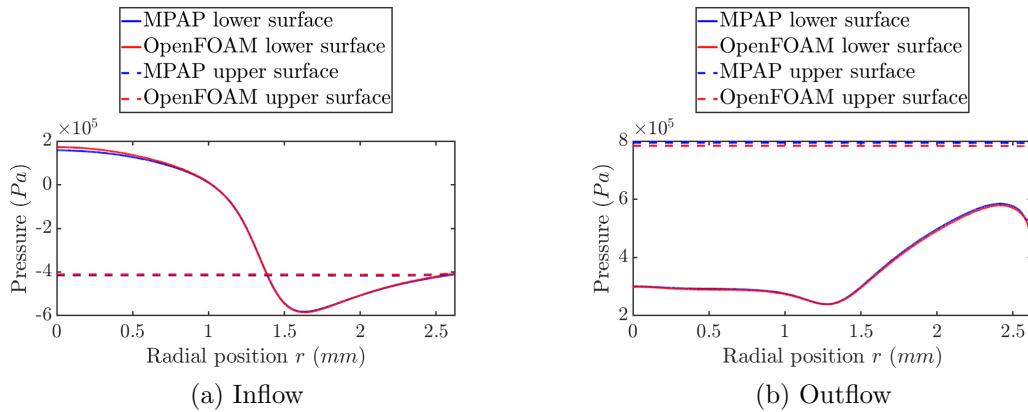 MPAP lower surface
OpenFOAM lower surface
MPAP upper surface
OpenFOAM upper surface
×10^5
2
0
-2
-4
-6
Pressure (Pa)
0 0.5 1 1.5 2 2.5
Radial position r (mm)
(a) Inflow
MPAP lower surface
OpenFOAM lower surface
MPAP upper surface
OpenFOAM upper surface
×10^5
8
6
4
2
Pressure (Pa)
0 0.5 1 1.5 2 2.5
Radial position r (mm)
(b) Outflow